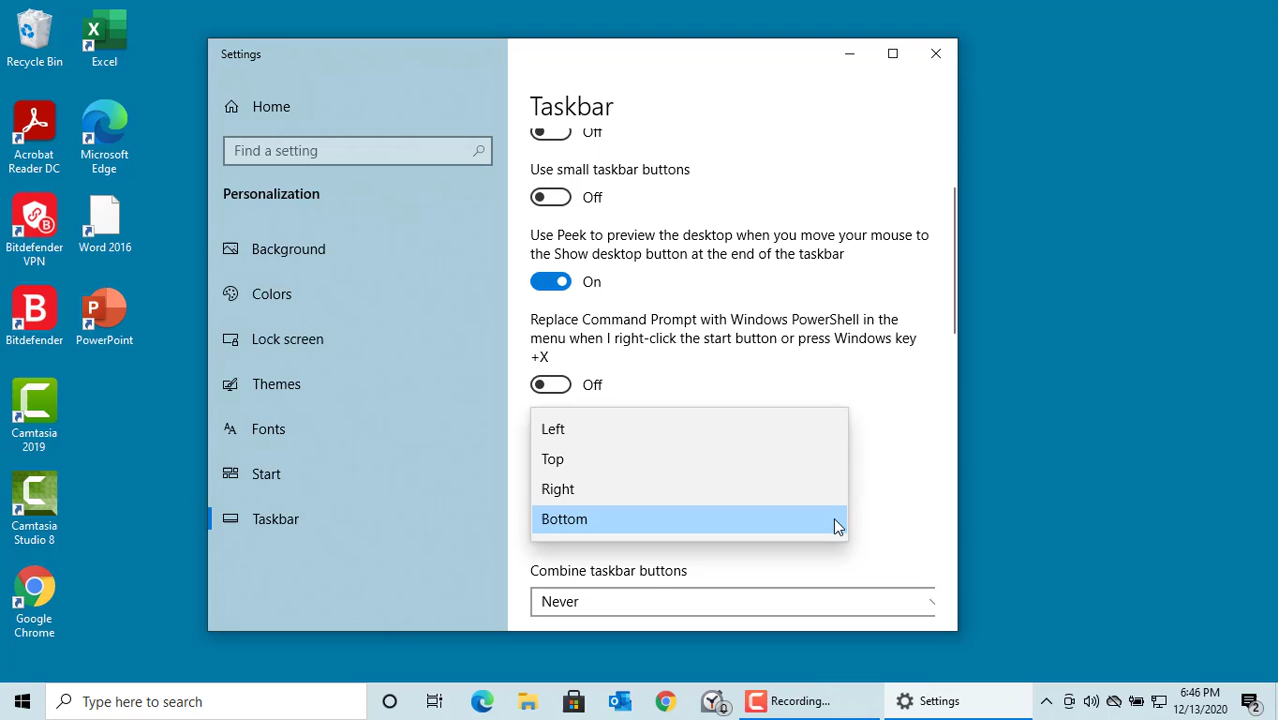 Recycle Bin
Excel
Acrobat
Reader DC
Microsoft
Edge
Bitdefender
VPN
Word 2016
Bitdefender
PowerPoint
Camtasia
2019
Camtasia
Studio 8
Google
Chrome
Settings
Home
Find a setting
Personalization
Background
Colors
Lock screen
Themes
Fonts
Start
Taskbar
Taskbar
Off
Use small taskbar buttons
Off
Use Peek to preview the desktop when you move your mouse to
the Show desktop button at the end of the taskbar
On
Replace Command Prompt with Windows PowerShell in the
menu when I right-click the start button or press Windows key
+X
Off
Left
Top
Right
Bottom
Combine taskbar buttons
Never
Type here to search
Recording...
Settings
6:46 PM
12/13/2020
2